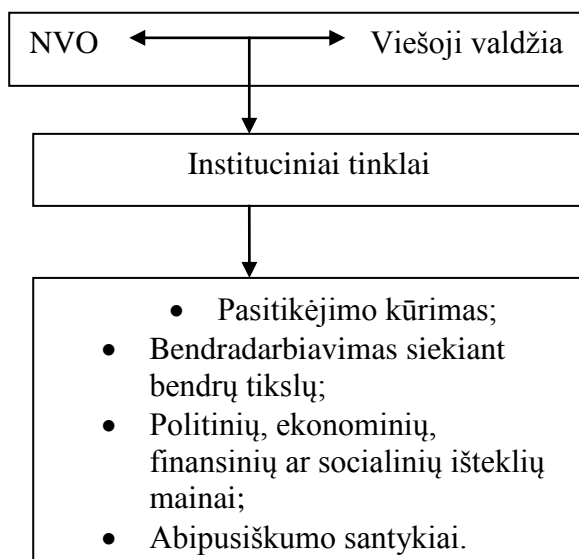 NVO Viešoji valdžia
Instituciniai tinklai
• Pasitikėjimo kūrimas;
• Bendradarbiavimas siekiant
bendrų tikslų;
• Politinių, ekonominių,
finansinių ar socialinių išteklių
mainai;
• Abipusiškumo santykiai.